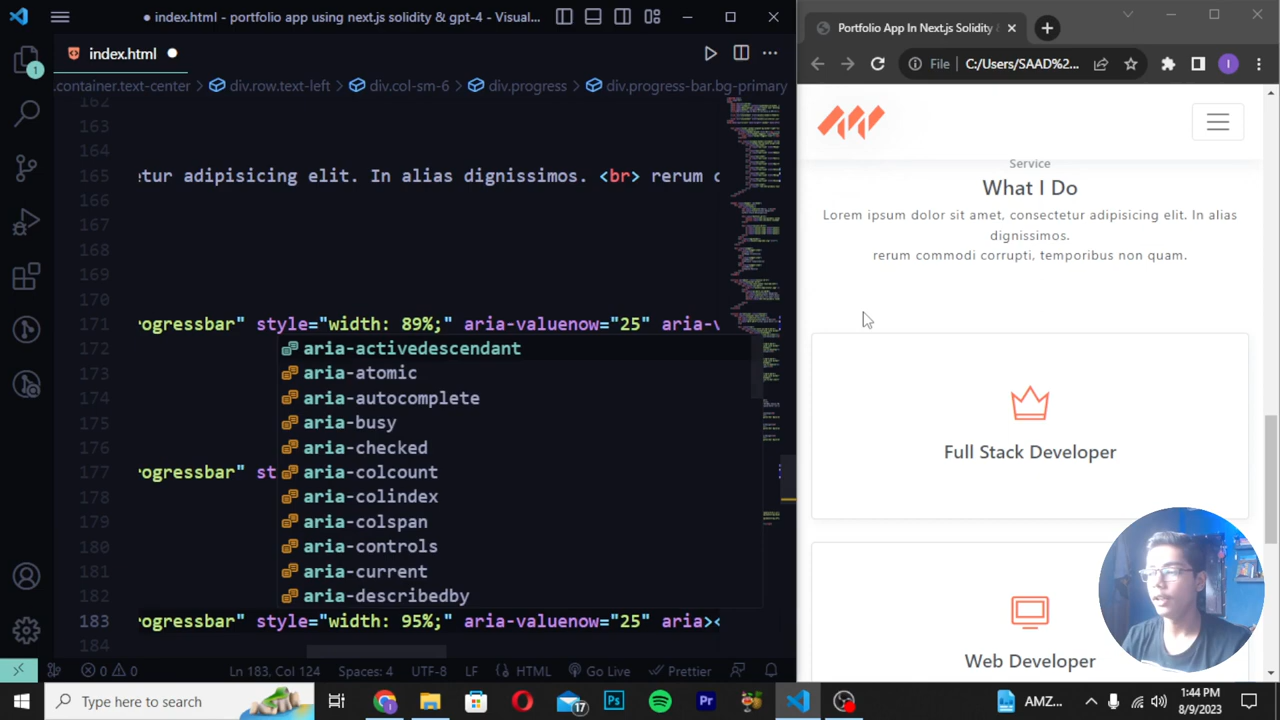 index.html - portfolio app using next.js solidity & gpt-4 - Visual...
index.html
.container.text-center > div.row.text-left > div.col-sm-6 > div.progress > div.progress-bar.bg-primary
162
163
164
165 tur adipisicing elit. In alias dignissimos. <br> rerum c
166
167
168
169
170
171 ogressbar" style="width: 89%;" aria-valuenow="25" aria-v
172
173
174
175
176
177 ogressbar" st
178
179
180
181
182
183 ogressbar" style="width: 95%;" aria-valuenow="25" aria><
184
aria-activedescendant
aria-atomic
aria-autocomplete
aria-busy
aria-checked
aria-colcount
aria-colindex
aria-colspan
aria-controls
aria-current
aria-describedby
1
0 0 Ln 183, Col 124 Spaces: 4 UTF-8 LF HTML Go Live Prettier
Portfolio App In Next.js Solidity &
File C:/Users/SAAD%2... I
Service
What I Do
Lorem ipsum dolor sit amet, consectetur adipisicing elit. In alias
dignissimos.
rerum commodi corrupti, temporibus non quam.
Full Stack Developer
Web Developer
Type here to search
17
Ps
Pr
AMZ...
1:44 PM
8/9/2023